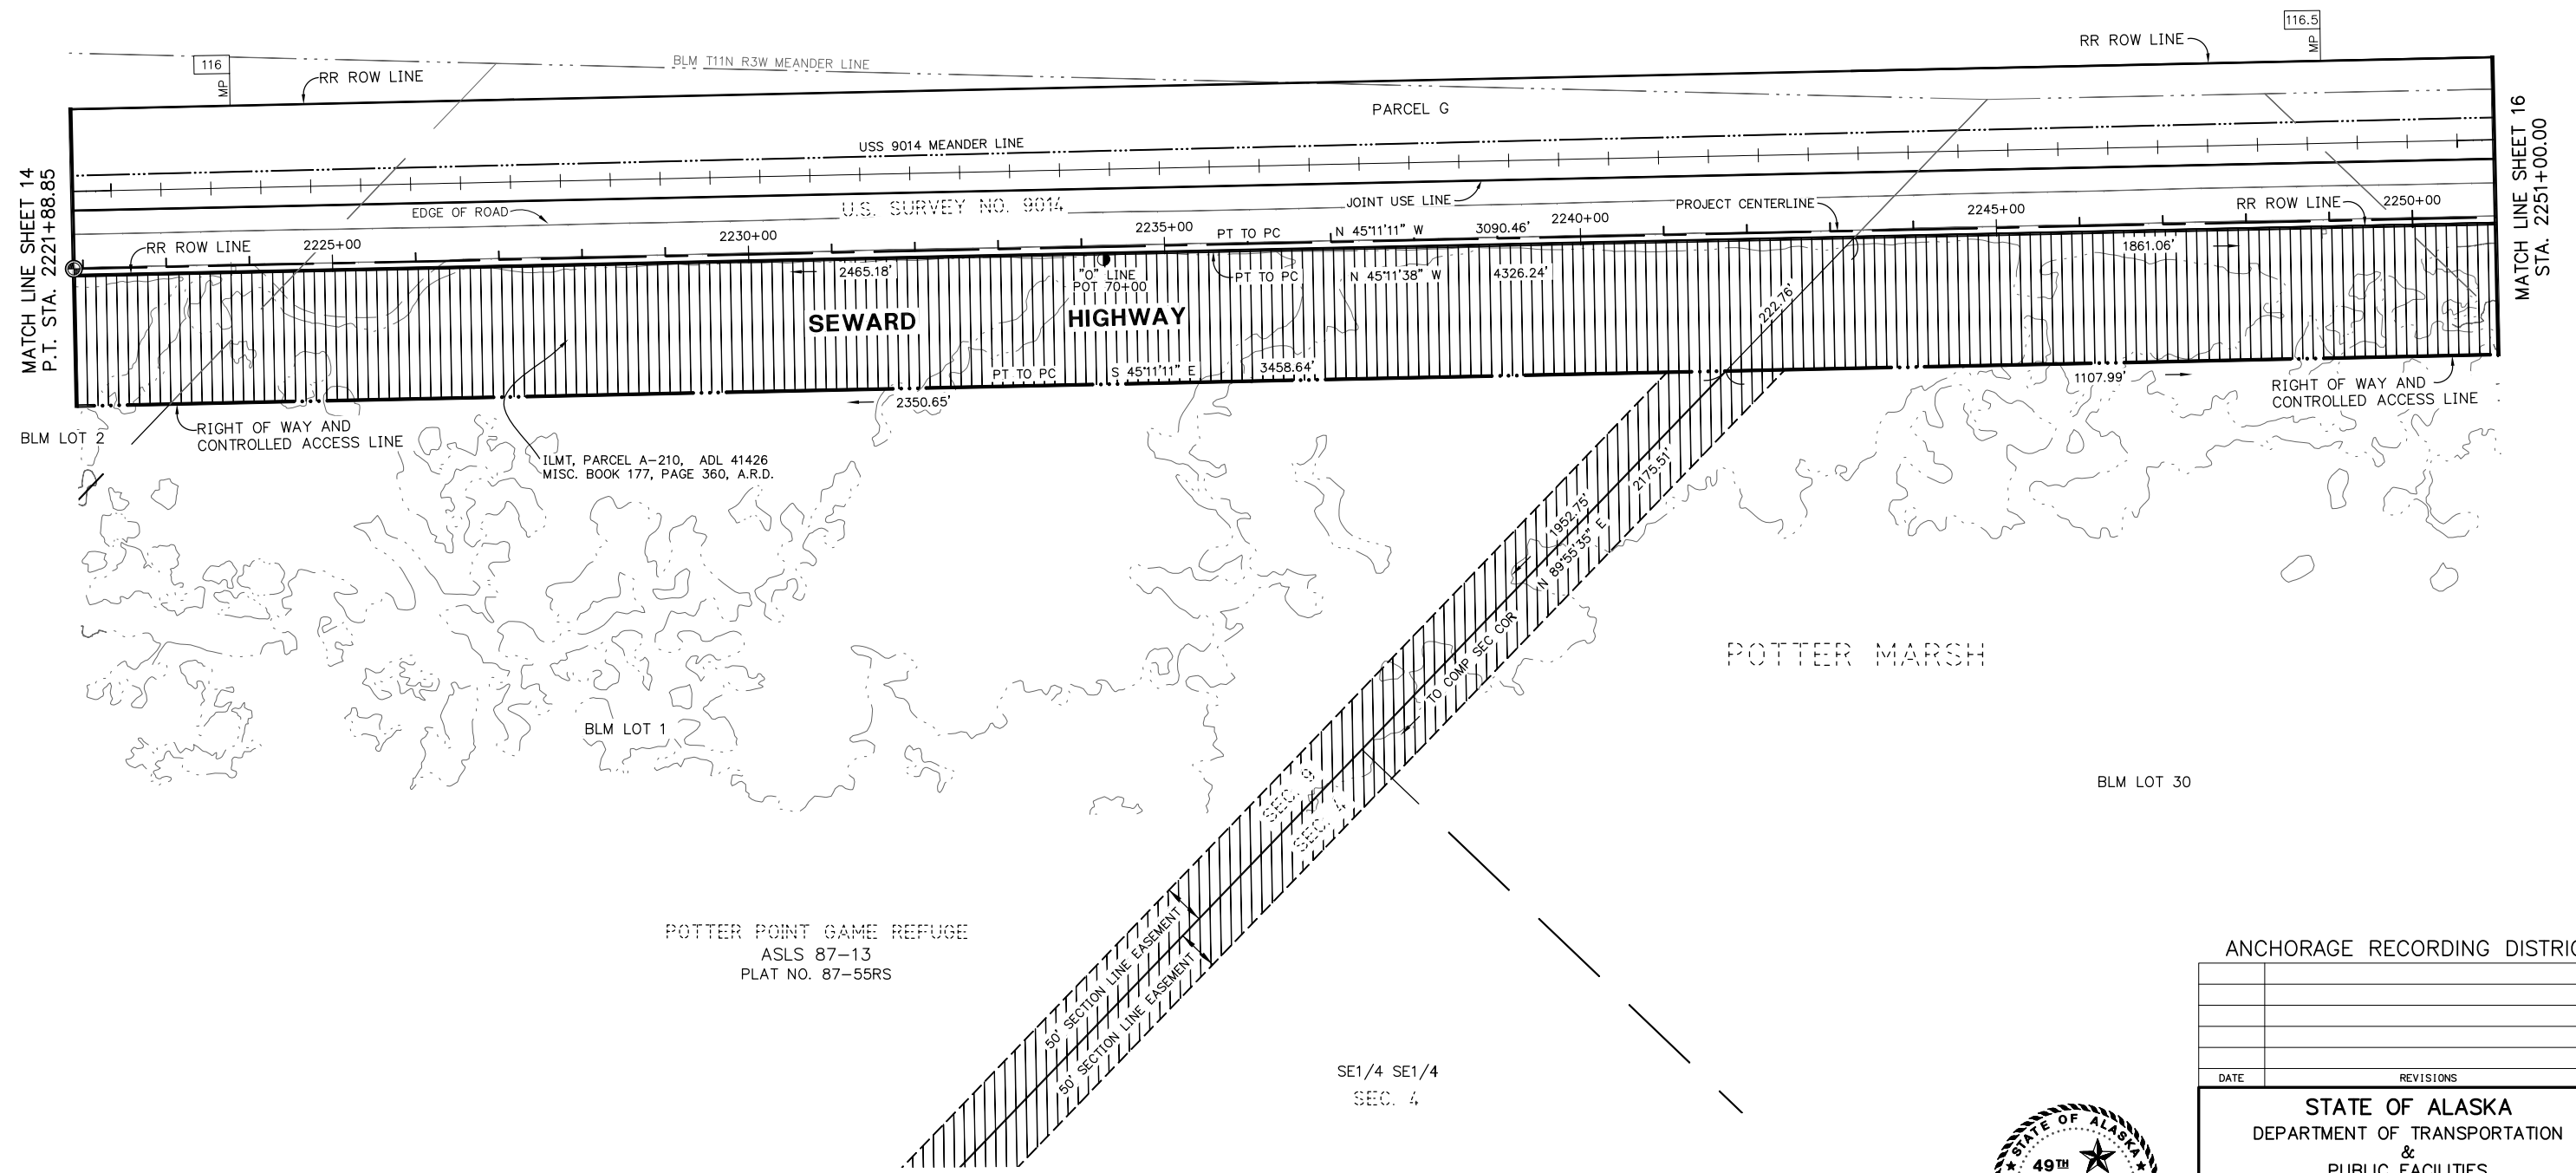 116
MP
RR ROW LINE
BLM T11N R3W MEANDER LINE
RR ROW LINE
116.5
MP
PARCEL G
USS 9014 MEANDER LINE
MATCH LINE SHEET 14
P.T. STA. 2221+88.85
MATCH LINE SHEET 16
STA. 2251+00.00
EDGE OF ROAD
U.S. SURVEY NO. 9014
JOINT USE LINE
PROJECT CENTERLINE
RR ROW LINE
RR ROW LINE
2225+00
2230+00
2235+00
2240+00
2245+00
2250+00
PT TO PC N 45°11'11" W 3090.46'
PT TO PC N 45°11'38" W 4326.24'
2465.18'
"O" LINE
POT 70+00
1861.06'
SEWARD HIGHWAY
222.76'
PT TO PC S 45°11'11" E 3458.64'
2350.65'
1107.99'
BLM LOT 2
RIGHT OF WAY AND
CONTROLLED ACCESS LINE
RIGHT OF WAY AND
CONTROLLED ACCESS LINE
ILMT, PARCEL A-210, ADL 41426
MISC. BOOK 177, PAGE 360, A.R.D.
2175.51'
1952.75'
N 89°55'35" E
TO COMP SEC COR
POTTER MARSH
BLM LOT 1
BLM LOT 30
SEC. 9
SEC. 4
POTTER POINT GAME REFUGE
ASLS 87-13
PLAT NO. 87-55RS
50' SECTION LINE EASEMENT
50' SECTION LINE EASEMENT
SE1/4 SE1/4
SEC. 4
ANCHORAGE RECORDING DISTRIC
DATE REVISIONS
STATE OF ALASKA
DEPARTMENT OF TRANSPORTATION
&
PUBLIC FACILITIES
STATE OF ALASKA
49TH